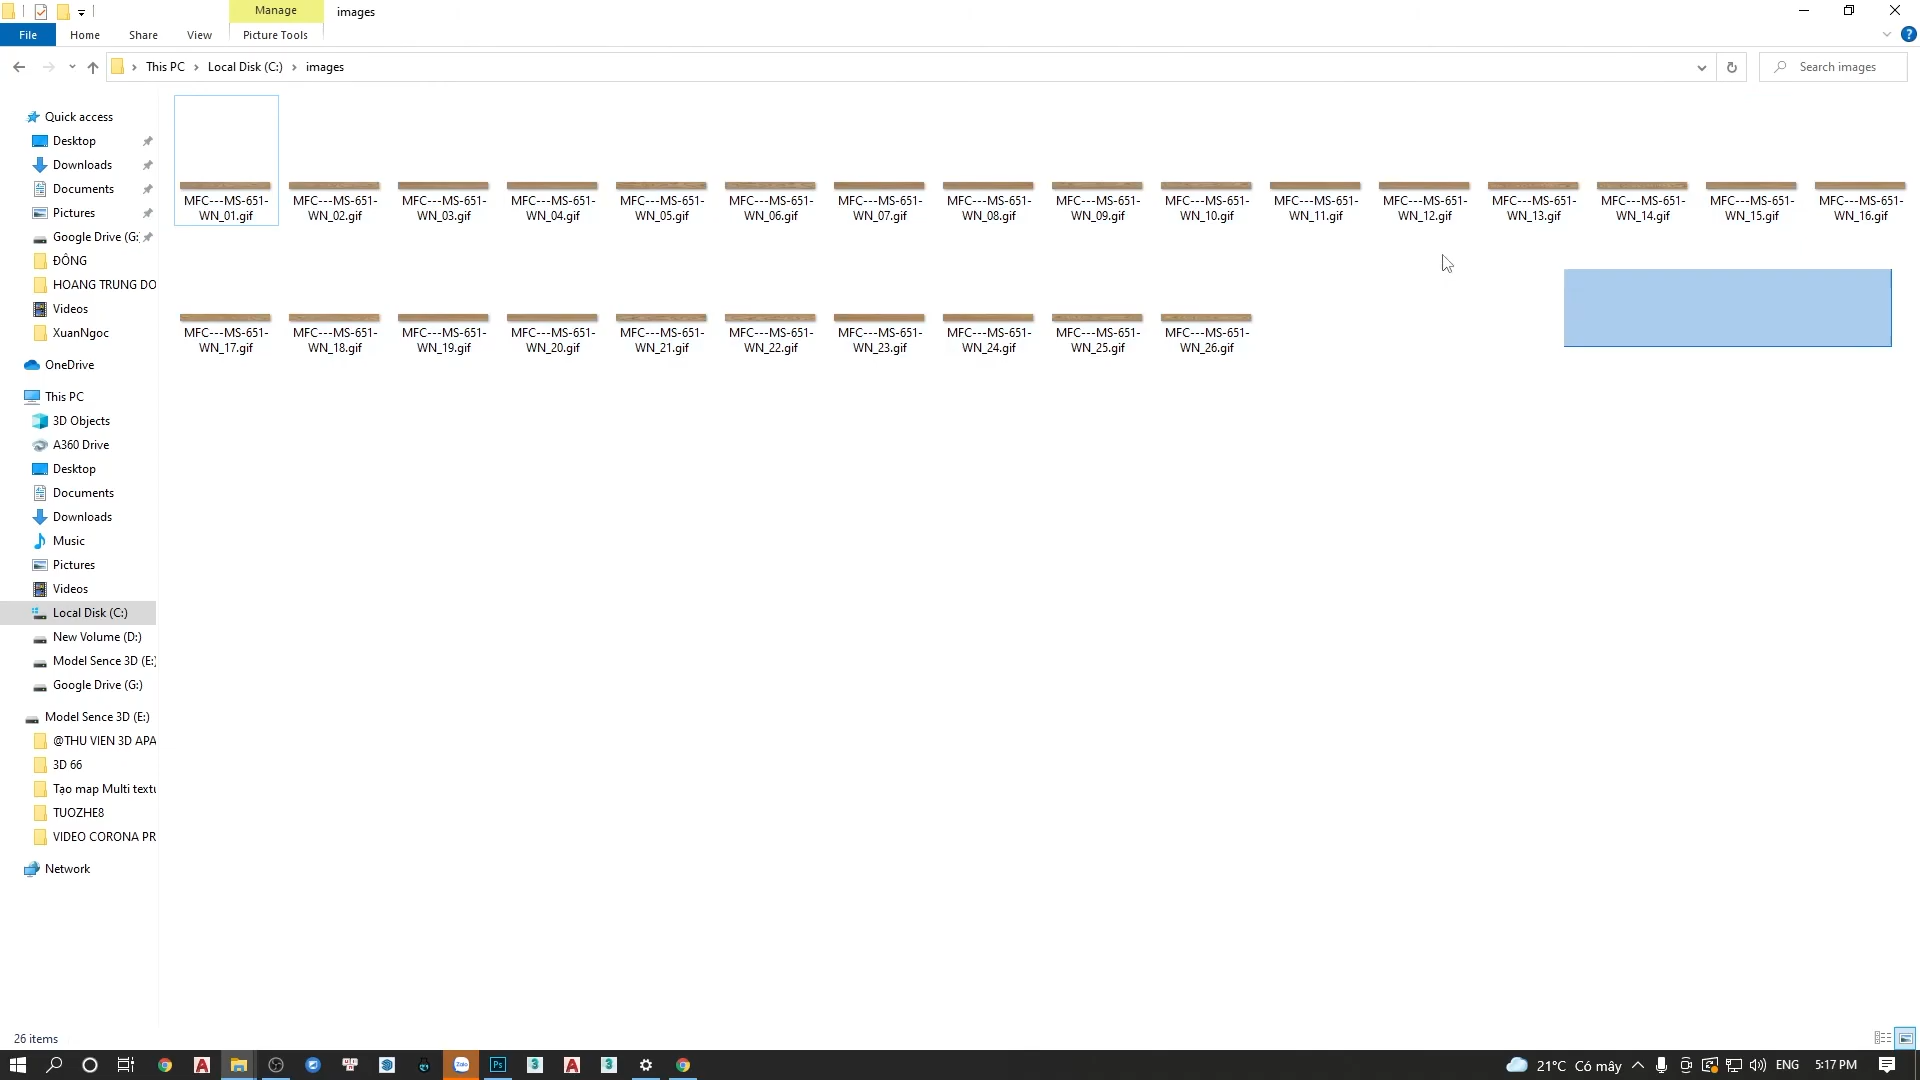 Manage
images
File
Home
Share
View
Picture Tools
This PC
Local Disk (C:)
images
Search images
Quick access
Desktop
Downloads
Documents
Pictures
Google Drive (G:
ĐÔNG
HOANG TRUNG DO
Videos
XuanNgoc
OneDrive
This PC
3D Objects
A360 Drive
Desktop
Documents
Downloads
Music
Pictures
Videos
Local Disk (C:)
New Volume (D:)
Model Sence 3D (E:)
Google Drive (G:)
Model Sence 3D (E:)
@THU VIEN 3D APA
3D 66
Tạo map Multi textu
TUOZHE8
VIDEO CORONA PR
Network
MFC---MS-651-
WN_01.gif
MFC---MS-651-
WN_02.gif
MFC---MS-651-
WN_03.gif
MFC---MS-651-
WN_04.gif
MFC---MS-651-
WN_05.gif
MFC---MS-651-
WN_06.gif
MFC---MS-651-
WN_07.gif
MFC---MS-651-
WN_08.gif
MFC---MS-651-
WN_09.gif
MFC---MS-651-
WN_10.gif
MFC---MS-651-
WN_11.gif
MFC---MS-651-
WN_12.gif
MFC---MS-651-
WN_13.gif
MFC---MS-651-
WN_14.gif
MFC---MS-651-
WN_15.gif
MFC---MS-651-
WN_16.gif
MFC---MS-651-
WN_17.gif
MFC---MS-651-
WN_18.gif
MFC---MS-651-
WN_19.gif
MFC---MS-651-
WN_20.gif
MFC---MS-651-
WN_21.gif
MFC---MS-651-
WN_22.gif
MFC---MS-651-
WN_23.gif
MFC---MS-651-
WN_24.gif
MFC---MS-651-
WN_25.gif
MFC---MS-651-
WN_26.gif
26 items
Zalo
Ps
21°C Có mây
ENG
5:17 PM